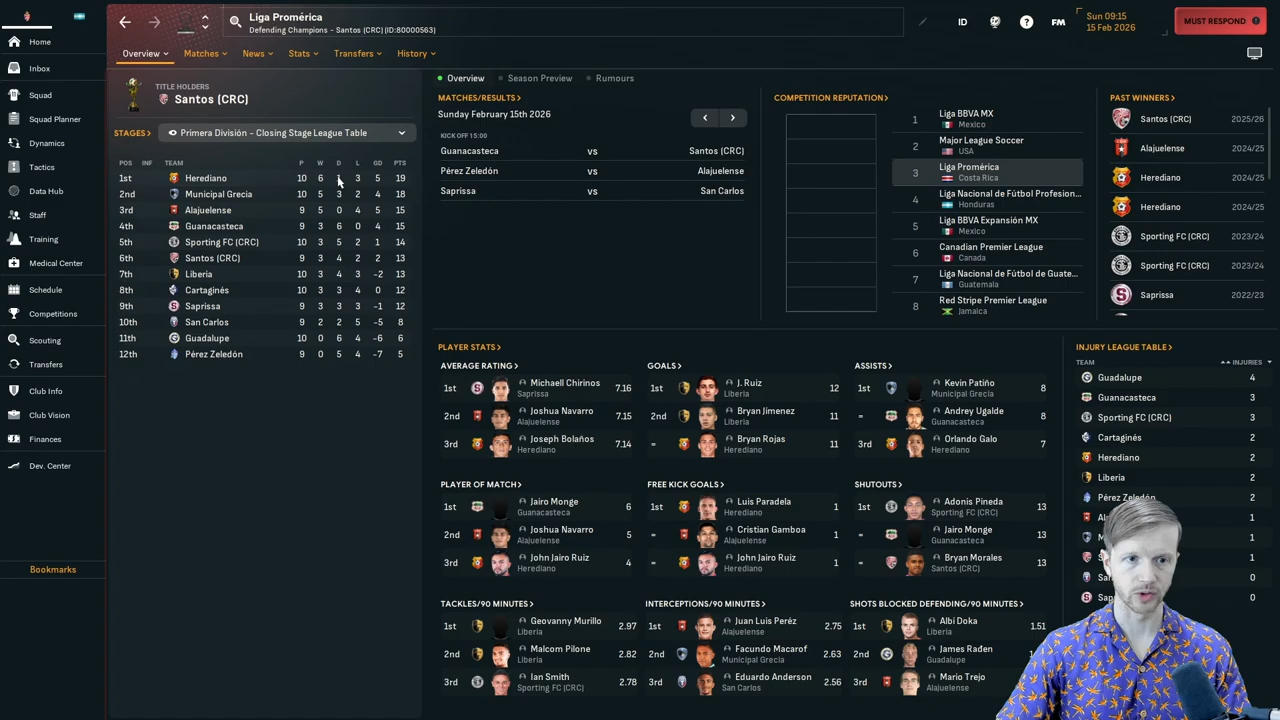 Liga Promérica
Defending Champions - Santos (CRC) (ID:80000563)
ID
FM
Sun 09:15
15 Feb 2026
MUST RESPOND
Home
Inbox
Squad
Squad Planner
Dynamics
Tactics
Data Hub
Staff
Training
Medical Center
Schedule
Competitions
Scouting
Transfers
Club Info
Club Vision
Finances
Dev. Center
Bookmarks
Overview
Matches
News
Stats
Transfers
History
TITLE HOLDERS
Santos (CRC)
STAGES
Primera División - Closing Stage League Table
POS INF TEAM P W D L GD PTS
1st Herediano 10 6 1 3 5 19
2nd Municipal Grecia 10 5 3 2 4 18
3rd Alajuelense 9 5 0 4 5 15
4th Guanacasteca 9 3 6 0 4 15
5th Sporting FC (CRC) 10 3 5 2 1 14
6th Santos (CRC) 9 3 4 2 2 13
7th Liberia 10 3 4 3 -2 13
8th Cartaginés 10 3 3 4 0 12
9th Saprissa 9 3 3 3 -1 12
10th San Carlos 9 2 2 5 -5 8
11th Guadalupe 10 0 6 4 -6 6
12th Pérez Zeledón 9 0 5 4 -7 5
Overview
Season Preview
Rumours
MATCHES/RESULTS
Sunday February 15th 2026
KICK OFF 15:00
Guanacasteca vs Santos (CRC)
Pérez Zeledón vs Alajuelense
Saprissa vs San Carlos
COMPETITION REPUTATION
1 Liga BBVA MX
Mexico
2 Major League Soccer
USA
3 Liga Promérica
Costa Rica
4 Liga Nacional de Fútbol Profesion...
Honduras
5 Liga BBVA Expansión MX
Mexico
6 Canadian Premier League
Canada
7 Liga Nacional de Fútbol de Guate...
Guatemala
8 Red Stripe Premier League
Jamaica
PAST WINNERS
Santos (CRC) 2025/26
Alajuelense 2024/25
Herediano 2024/25
Herediano 2024/25
Sporting FC (CRC) 2023/24
Sporting FC (CRC) 2023/24
Saprissa 2022/23
PLAYER STATS
AVERAGE RATING
1st Michaell Chirinos 7.16
Saprissa
2nd Joshua Navarro 7.15
Alajuelense
3rd Joseph Bolaños 7.14
Herediano
GOALS
1st J. Ruiz 12
Liberia
2nd Bryan Jimenez 11
Liberia
= Bryan Rojas 11
Herediano
ASSISTS
1st Kevin Patiño 8
Municipal Grecia
= Andrey Ugalde 8
Guanacasteca
3rd Orlando Galo 7
Herediano
PLAYER OF MATCH
1st Jairo Monge 6
Guanacasteca
2nd Joshua Navarro 5
Alajuelense
3rd John Jairo Ruiz 4
Herediano
FREE KICK GOALS
1st Luis Paradela 1
Herediano
= Cristian Gamboa 1
Alajuelense
= John Jairo Ruiz 1
Herediano
SHUTOUTS
1st Adonis Pineda 13
Sporting FC (CRC)
= Jairo Monge 13
Guanacasteca
= Bryan Morales 13
Santos (CRC)
TACKLES/90 MINUTES
1st Geovanny Murillo 2.97
Liberia
2nd Malcom Pilone 2.82
Liberia
3rd Ian Smith 2.78
Sporting FC (CRC)
INTERCEPTIONS/90 MINUTES
1st Juan Luis Peréz 2.75
Alajuelense
2nd Facundo Macarof 2.63
Municipal Grecia
3rd Eduardo Anderson 2.56
San Carlos
SHOTS BLOCKED DEFENDING/90 MINUTES
1st Albi Doka 1.51
Liberia
2nd James Rađen
Guadalupe
3rd Mario Trejo
Alajuelense
INJURY LEAGUE TABLE
TEAM INJURIES
Guadalupe 4
Guanacasteca 3
Sporting FC (CRC) 3
Cartaginés 2
Herediano 2
Liberia 2
Pérez Zeledón 2
1
1
1
0
0